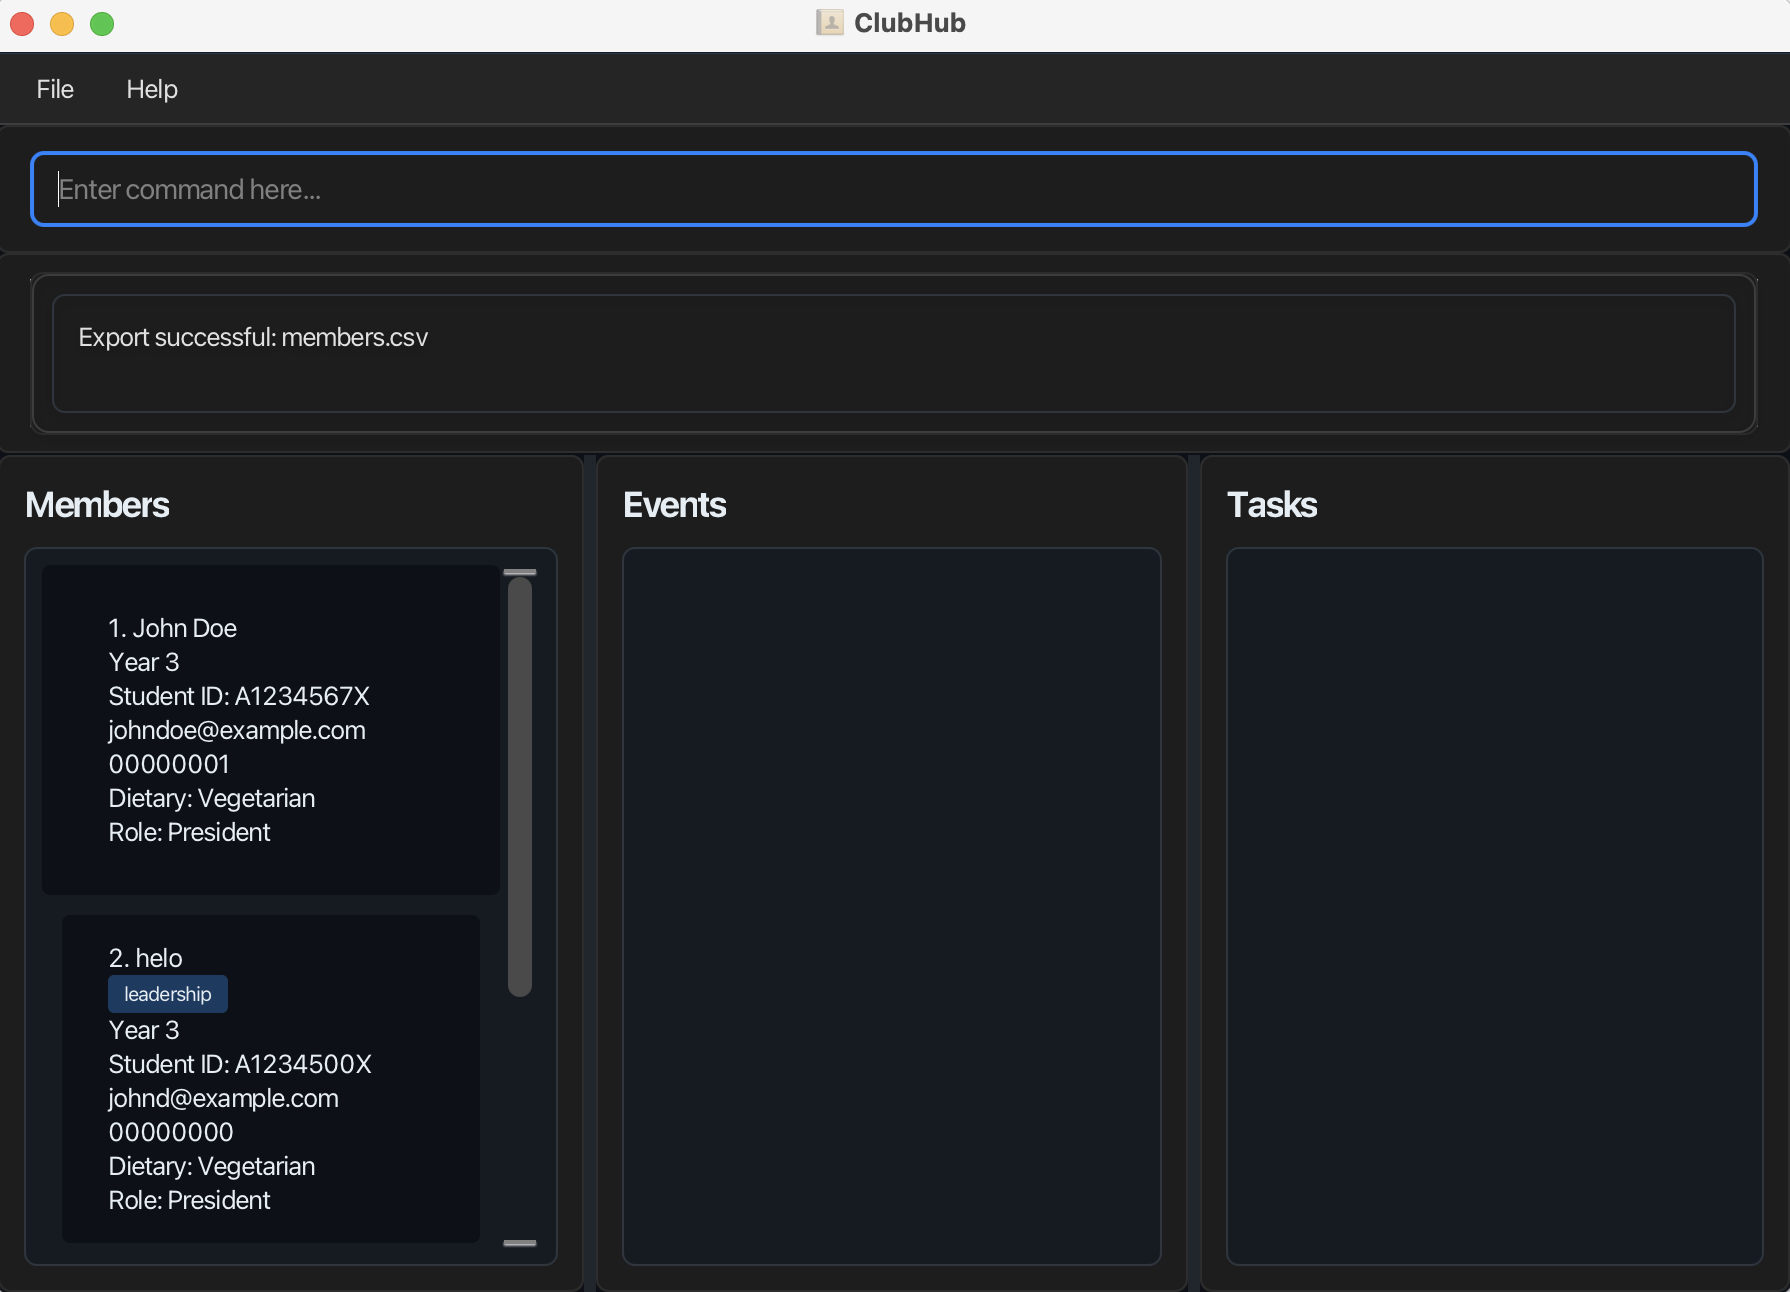 ClubHub
File Help
Enter command here...
Export successful: members.csv
Members
1. John Doe
Year 3
Student ID: A1234567X
johndoe@example.com
00000001
Dietary: Vegetarian
Role: President
2. helo
leadership
Year 3
Student ID: A1234500X
johnd@example.com
00000000
Dietary: Vegetarian
Role: President
Events
Tasks